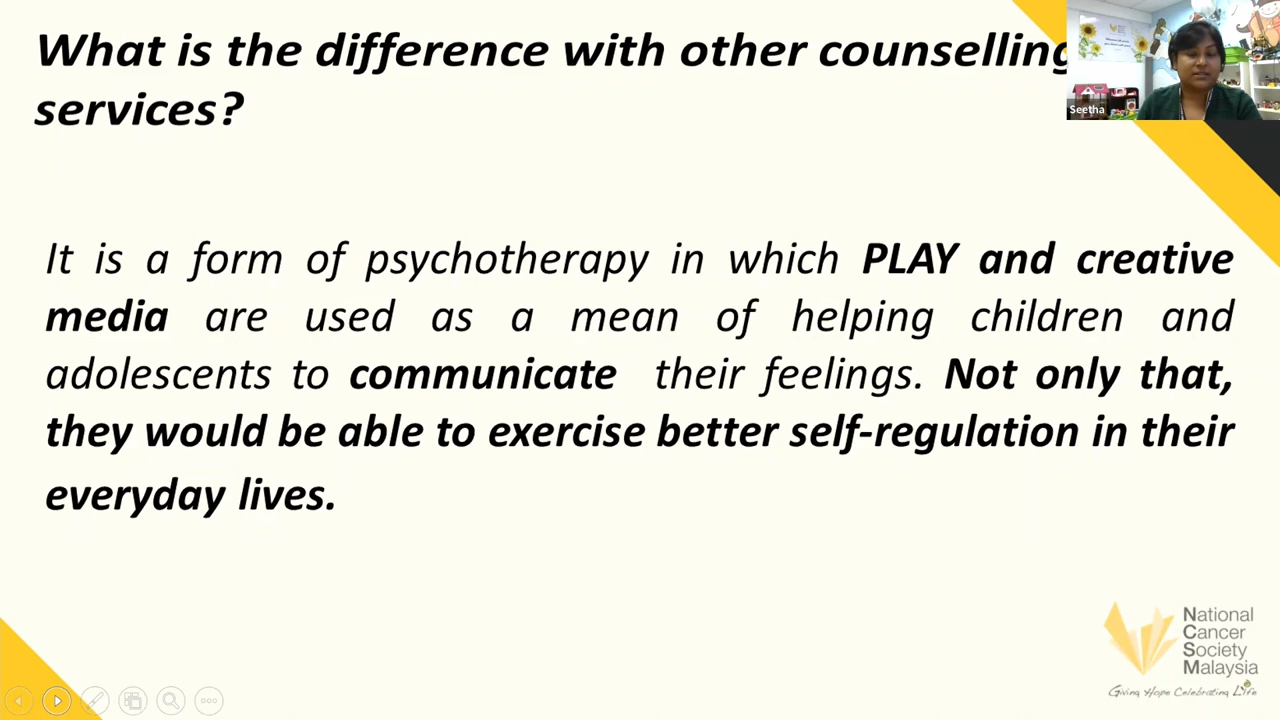 What is the difference with other counselling
services?
Seetha
It is a form of psychotherapy in which PLAY and creative
media are used as a mean of helping children and
adolescents to communicate their feelings. Not only that,
they would be able to exercise better self-regulation in their
everyday lives.
National
Cancer
Society
Malaysia
Giving Hope Celebrating Life